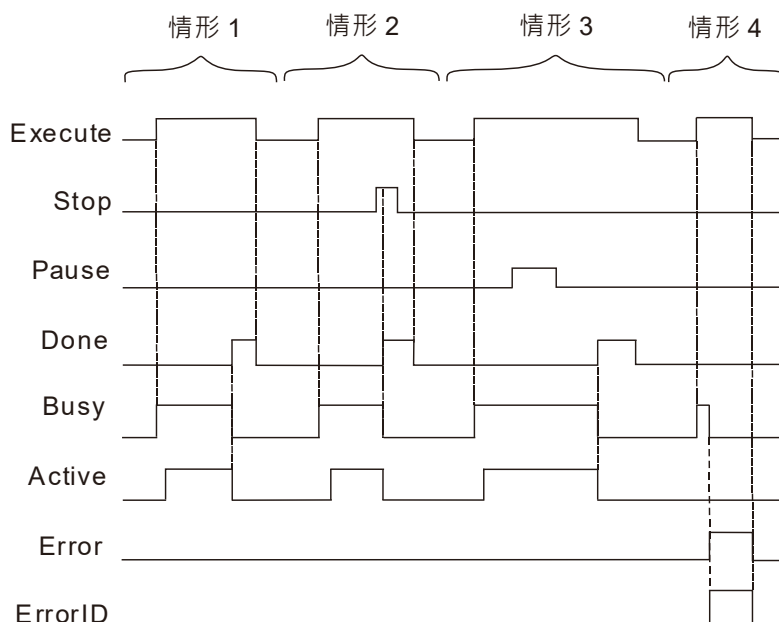 情形 1 情形 2 情形 3 情形 4
Execute
Stop
Pause
Done
Busy
Active
Error
ErrorID